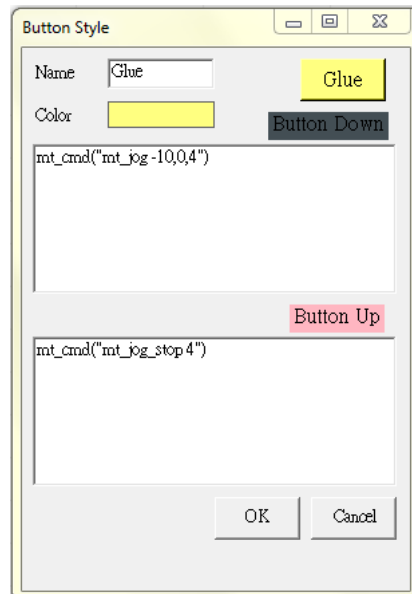 Button Style
Name Glue Glue
Color
Button Down
mt_cmd("mt_jog -10,0,4")
Button Up
mt_cmd("mt_jog_stop 4")
OK Cancel